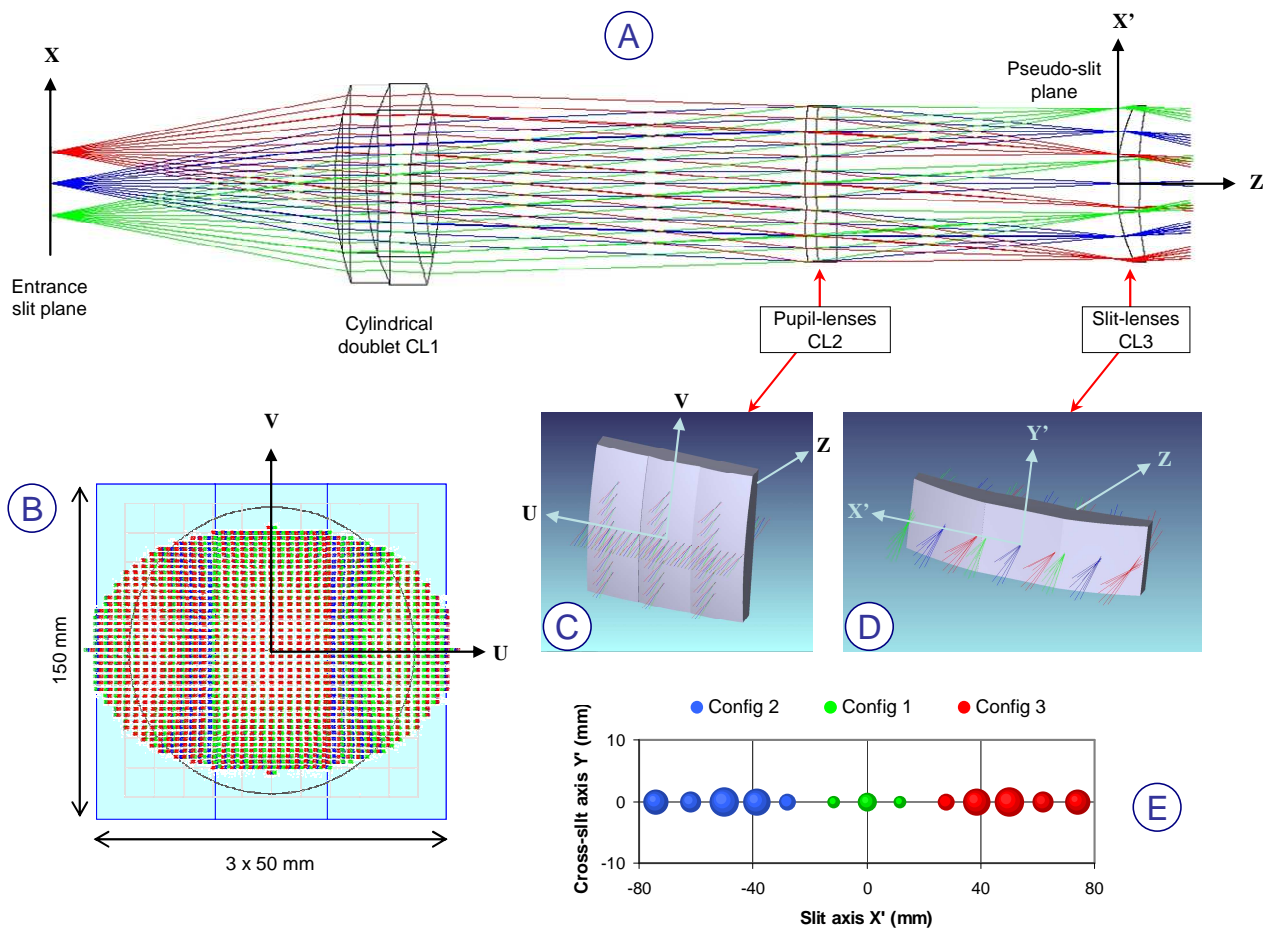 A
X
X'
Pseudo-slit
plane
Z
Entrance
slit plane
Cylindrical
doublet CL1
Pupil-lenses
CL2
Slit-lenses
CL3
B
V
U
150 mm
3 x 50 mm
V
Z
U
C
Y'
Z
X'
D
Config 2
Config 1
Config 3
Cross-slIt axis Y' (mm)
10
0
-10
-80
-40
0
40
80
Slit axis X' (mm)
E